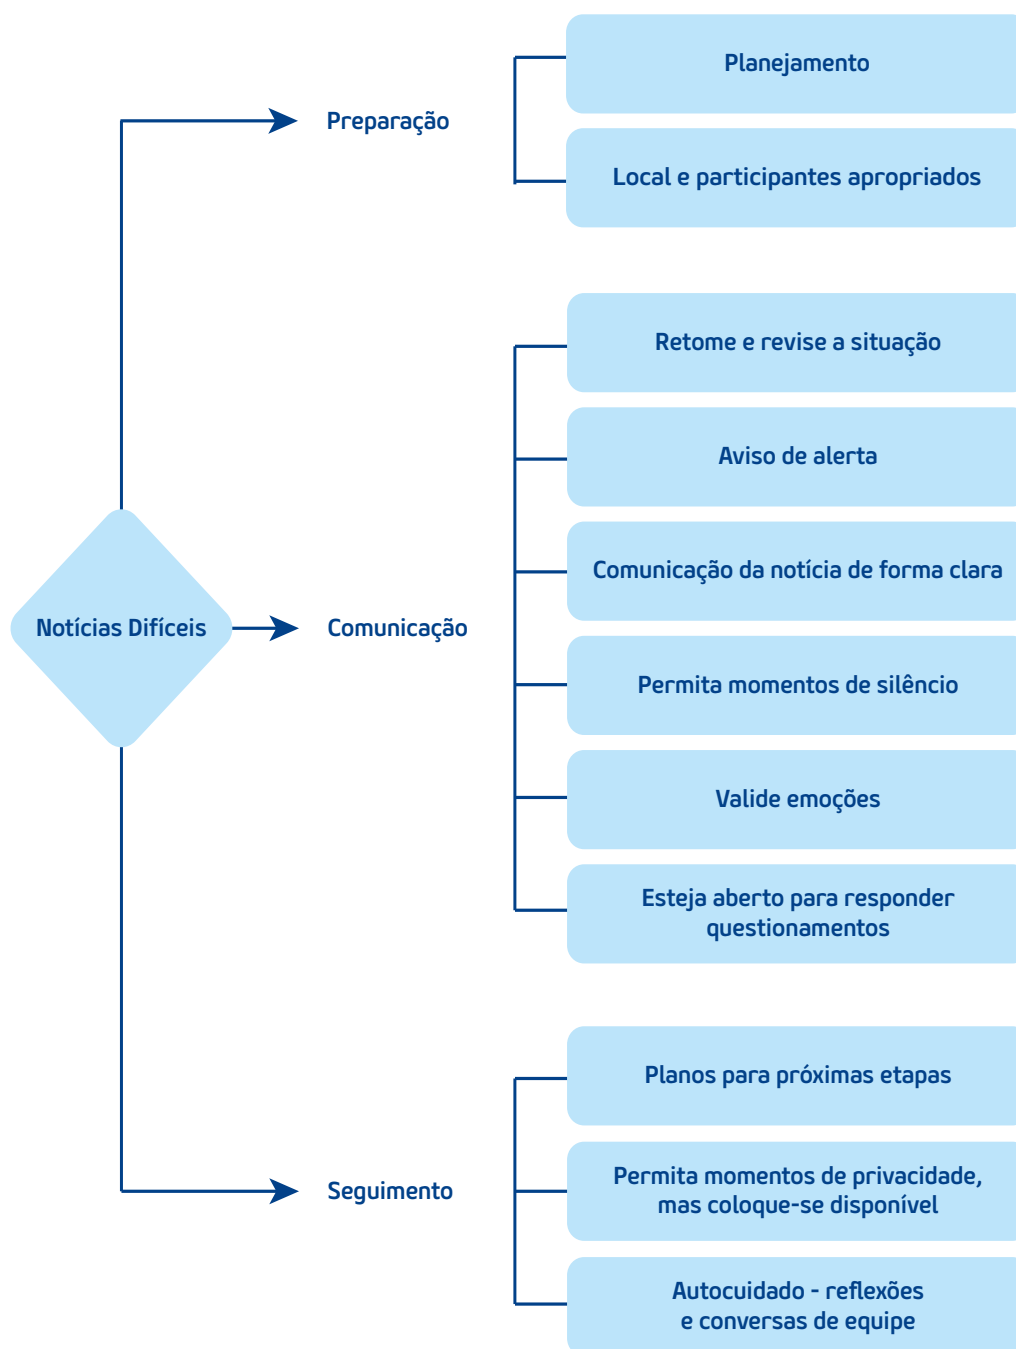 Notícias Difíceis
Preparação
Planejamento
Local e participantes apropriados
Comunicação
Retome e revise a situação
Aviso de alerta
Comunicação da notícia de forma clara
Permita momentos de silêncio
Valide emoções
Esteja aberto para responder
questionamentos
Seguimento
Planos para próximas etapas
Permita momentos de privacidade,
mas coloque-se disponível
Autocuidado - reflexões
e conversas de equipe